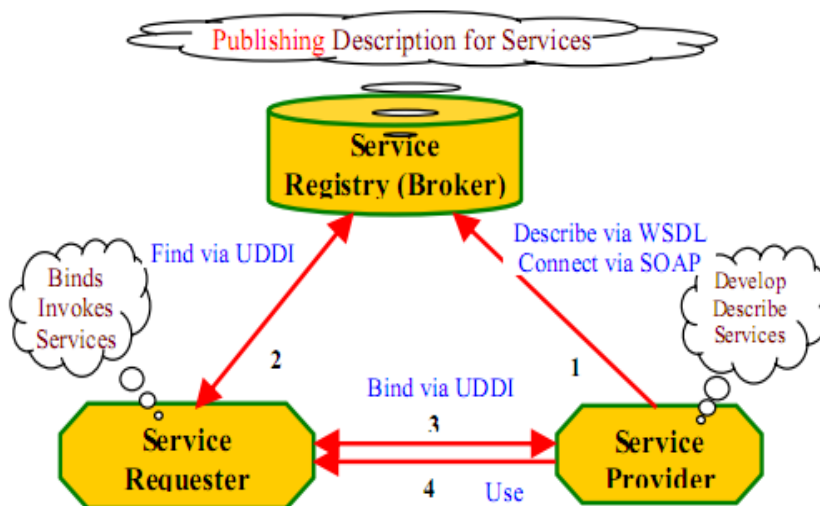 Publishing Description for Services
Service
Registry (Broker)
Find via UDDI
Describe via WSDL
Connect via SOAP
Binds
Invokes
Services
Develop
Describe
Services
2
1
Bind via UDDI
3
Service
Requester
Service
Provider
4
Use